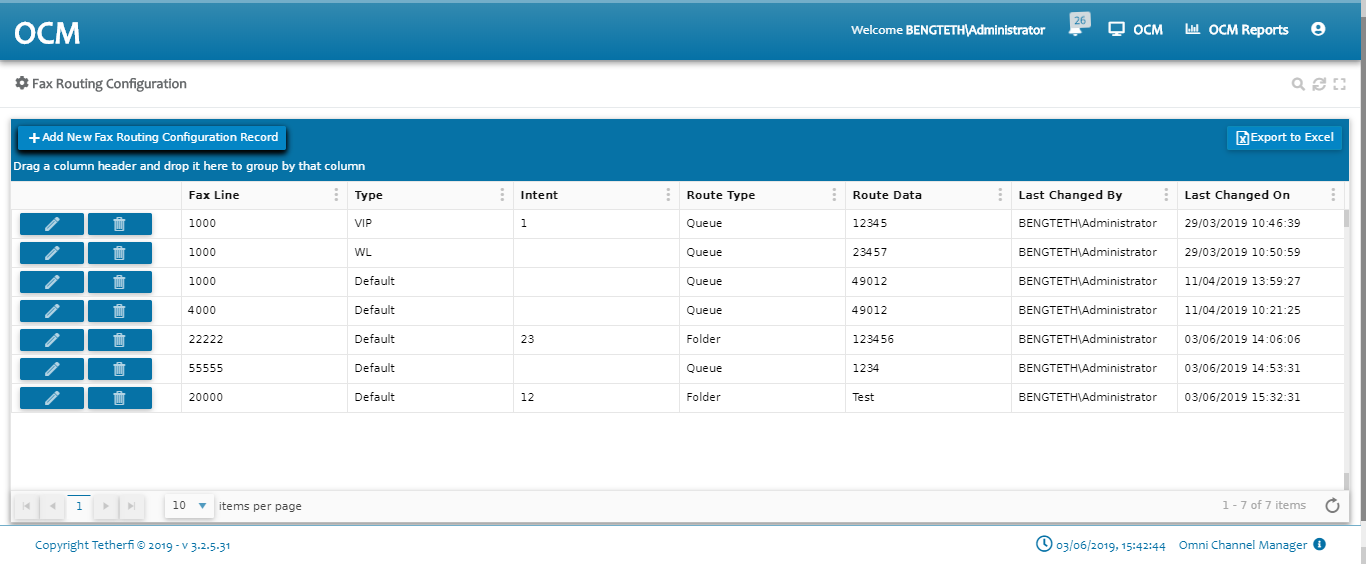 OCM
Welcome BENGTETH\Administrator 26 OCM OCM Reports
Fax Routing Configuration
Add New Fax Routing Configuration Record Export to Excel
Drag a column header and drop it here to group by that column
Fax Line Type Intent Route Type Route Data Last Changed By Last Changed On
1000 VIP 1 Queue 12345 BENGTETH\Administrator 29/03/2019 10:46:39
1000 WL Queue 23457 BENGTETH\Administrator 29/03/2019 10:50:59
1000 Default Queue 49012 BENGTETH\Administrator 11/04/2019 13:59:27
4000 Default Queue 49012 BENGTETH\Administrator 11/04/2019 10:21:25
22222 Default 23 Folder 123456 BENGTETH\Administrator 03/06/2019 14:06:06
55555 Default Queue 1234 BENGTETH\Administrator 03/06/2019 14:53:31
20000 Default 12 Folder Test BENGTETH\Administrator 03/06/2019 15:32:31
1 10 items per page 1 - 7 of 7 items
Copyright Tetherfi © 2019 - v 3.2.5.31 03/06/2019, 15:42:44 Omni Channel Manager